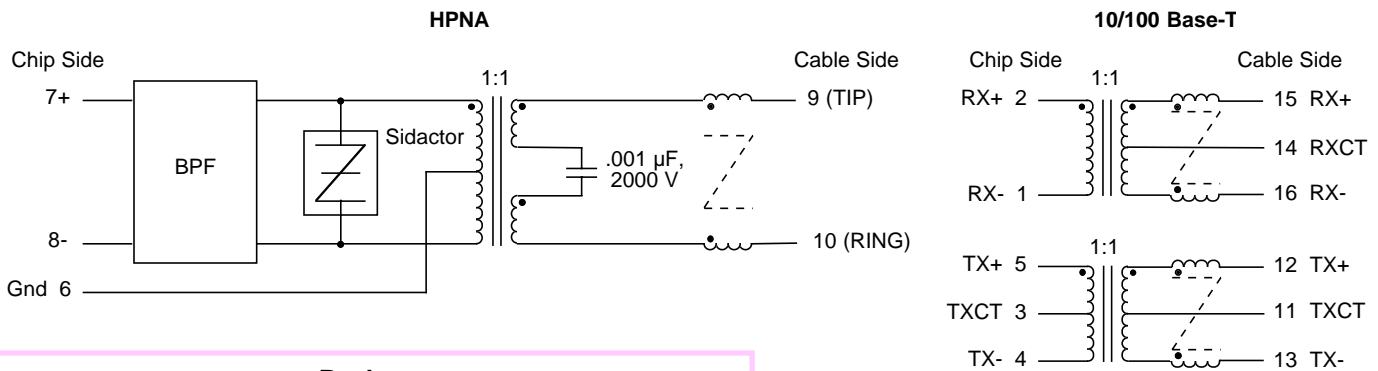 HPNA
Chip Side
Cable Side
7+
1:1
9 (TIP)
Sidactor
BPF
.001 µF,
2000 V
8-
10 (RING)
Gnd 6
10/100 Base-T
Chip Side
Cable Side
1:1
RX+ 2
15 RX+
14 RXCT
RX- 1
16 RX-
1:1
TX+ 5
12 TX+
TXCT 3
11 TXCT
TX- 4
13 TX-